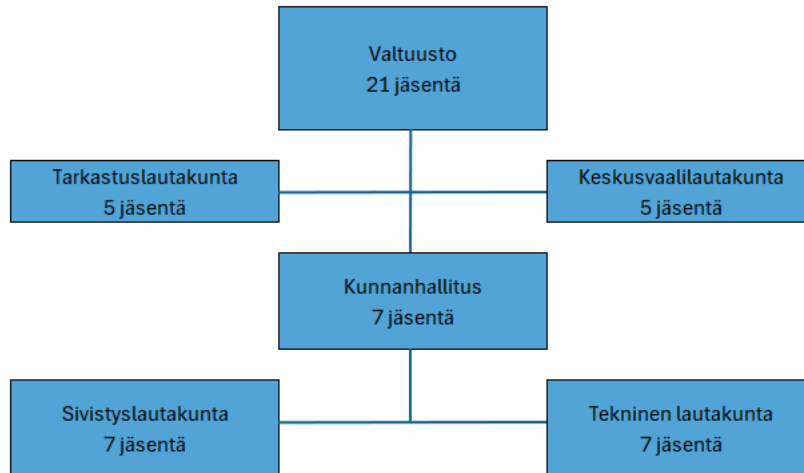 Valtuusto
21 jäsentä
Tarkastuslautakunta
5 jäsentä
Keskusvaalilautakunta
5 jäsentä
Kunnanhallitus
7 jäsentä
Sivistyslautakunta
7 jäsentä
Tekninen lautakunta
7 jäsentä